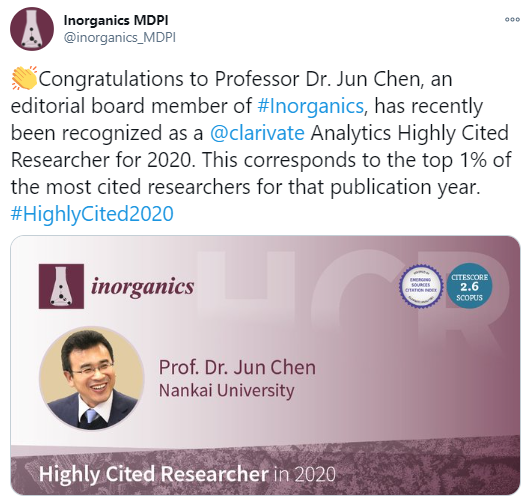 Inorganics MDPI
@inorganics_MDPI
👏Congratulations to Professor Dr. Jun Chen, an
editorial board member of #Inorganics, has recently
been recognized as a @clarivate Analytics Highly Cited
Researcher for 2020. This corresponds to the top 1% of
the most cited researchers for that publication year.
#HighlyCited2020
HCR
inorganics
EMERGING
SOURCES
CITATION INDEX
CITESCORE
2.6
SCOPUS
Prof. Dr. Jun Chen
Nankai University
Highly Cited Researcher in 2020